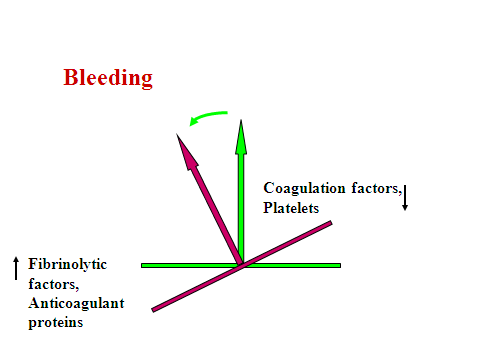 Bleeding
Coagulation factors,
Platelets
Fibrinolytic
factors,
Anticoagulant
proteins